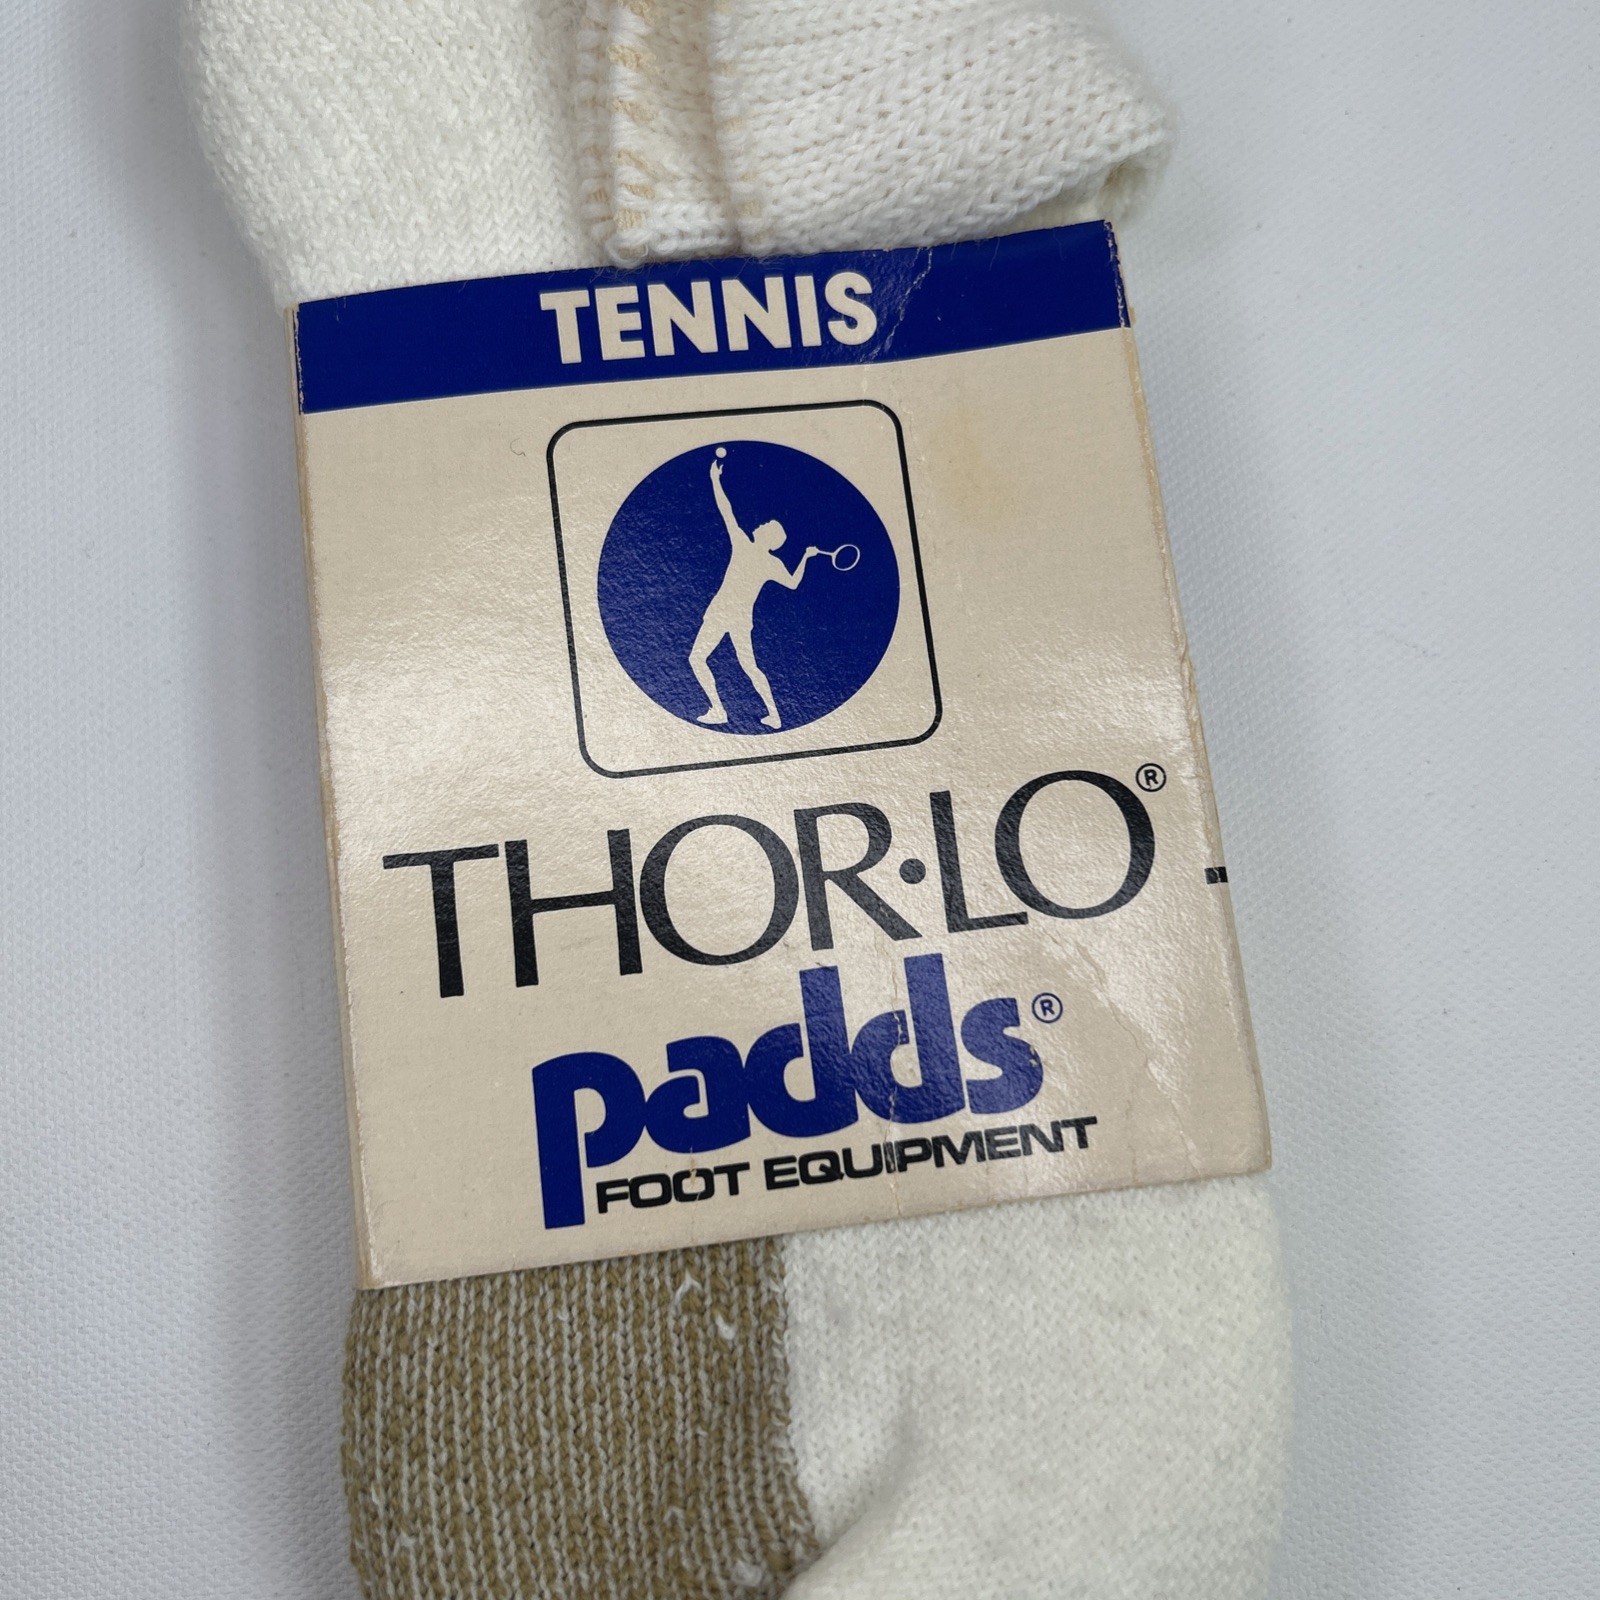 TENNIS
THOR·LO®
padds®
FOOT EQUIPMENT